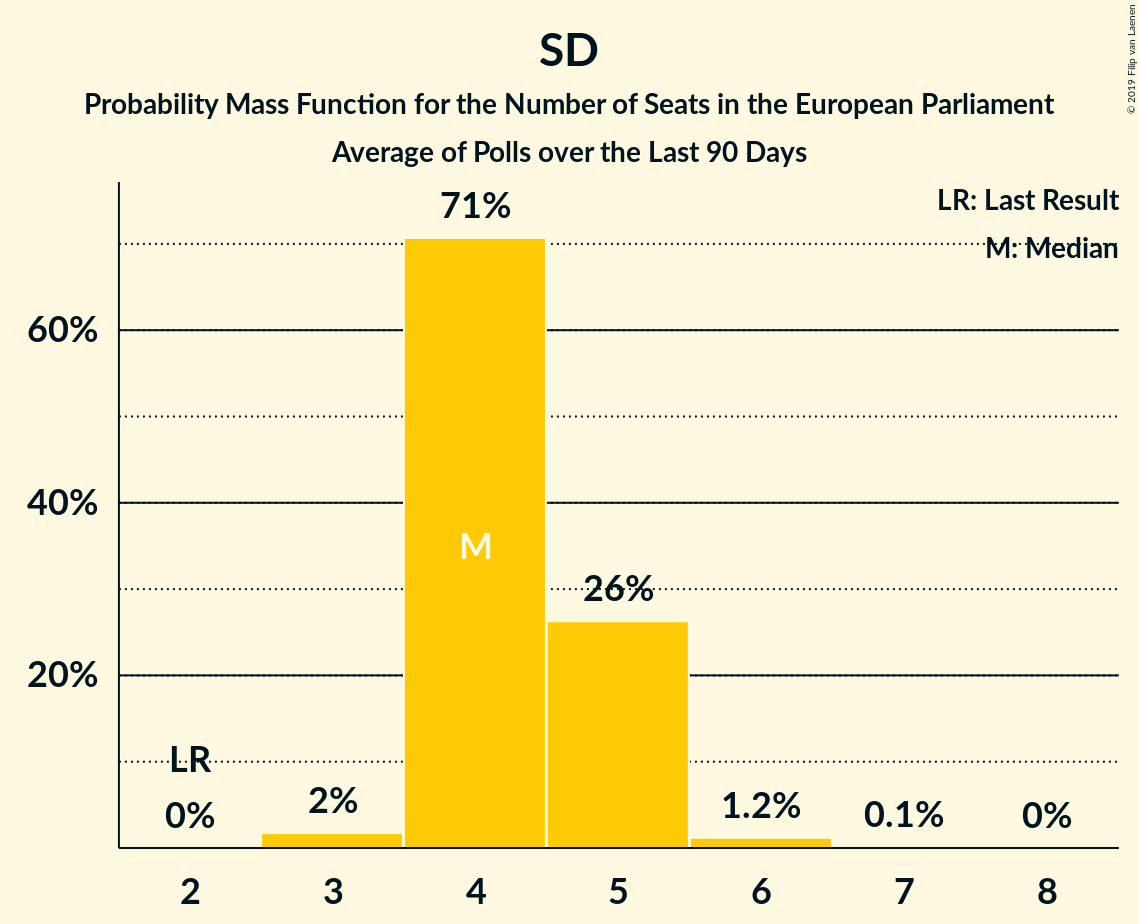 SD
Probability Mass Function for the Number of Seats in the European Parliament
Average of Polls over the Last 90 Days
© 2019 Filip van Laenen
LR: Last Result
M: Median
71%
60%
40%
M
26%
20%
LR
0%
2%
1.2%
0.1%
0%
2 3 4 5 6 7 8